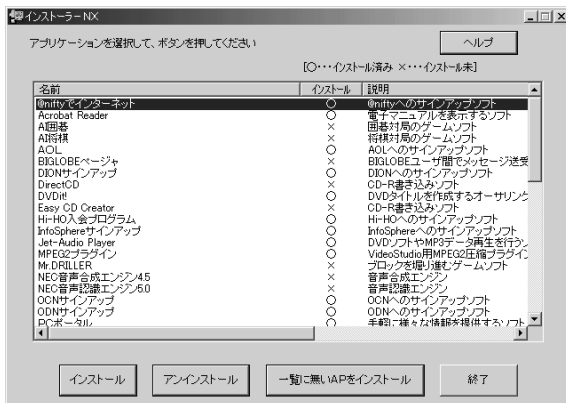 インストーラーNX
アプリケーションを選択して、ボタンを押してください
ヘルプ
[○・・・インストール済み ×・・・インストール未]
名前 インストール 説明
@niftyでインターネット ○ @niftyへのサインアップソフト
Acrobat Reader ○ 電子マニュアルを表示するソフト
AI囲碁 × 囲碁対局のゲームソフト
AI将棋 × 将棋対局のゲームソフト
AOL ○ AOLへのサインアップソフト
BIGLOBEページャ × BIGLOBEユーザ間でメッセージ送受
DIONサインアップ ○ DIONへのサインアップソフト
DirectCD × CD-R書き込みソフト
DVDit! ○ DVDタイトルを作成するオーサリング
Easy CD Creator × CD-R書き込みソフト
Hi-HO入会プログラム ○ Hi-HOへのサインアップソフト
InfoSphereサインアップ ○ InfoSphereへのサインアップソフト
Jet-Audio Player ○ DVDソフトやMP3データ再生を行うソ
MPEG2プラグイン ○ VideoStudio用MPEG2圧縮プラグイン
Mr.DRILLER × ブロックを掘り進むゲームソフト
NEC音声合成エンジン4.5 × 音声合成エンジン
NEC音声認識エンジン6.0 × 音声認識エンジン
OCNサインアップ ○ OCNへのサインアップソフト
ODNサインアップ ○ ODNへのサインアップソフト
PCポータル ○ 手軽に様々な情報を提供するソフト
インストール アンインストール 一覧に無いAPをインストール 終了